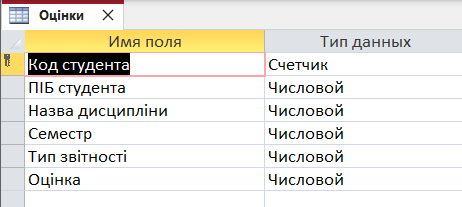 Оцінки
Имя поля Тип данных
Код студента Счетчик
ПІБ студента Числовой
Назва дисципліни Числовой
Семестр Числовой
Тип звітності Числовой
Оцінка Числовой